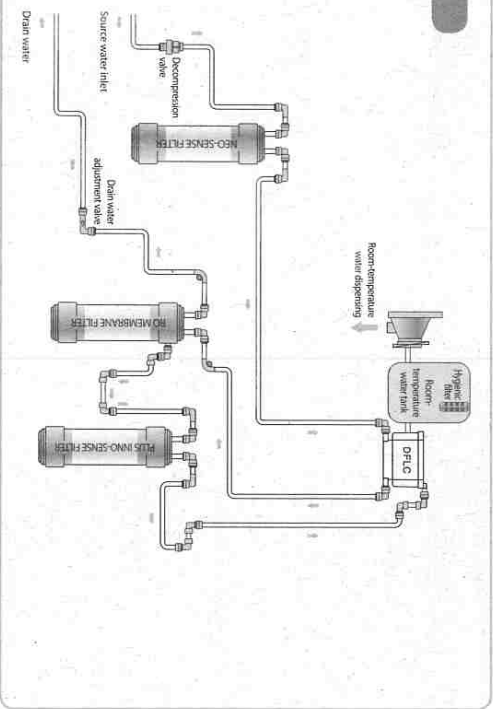 Hygienic
filter
Room-
temperature
water tank
DFLC
Room-temperature
water dispensing
Source water inlet
Decompression
valve
NEO-SENSE FILTER
Drain water
Drain water
adjustment valve
RO MEMBRANE FILTER
PLUS INNO-SENSE FILTER